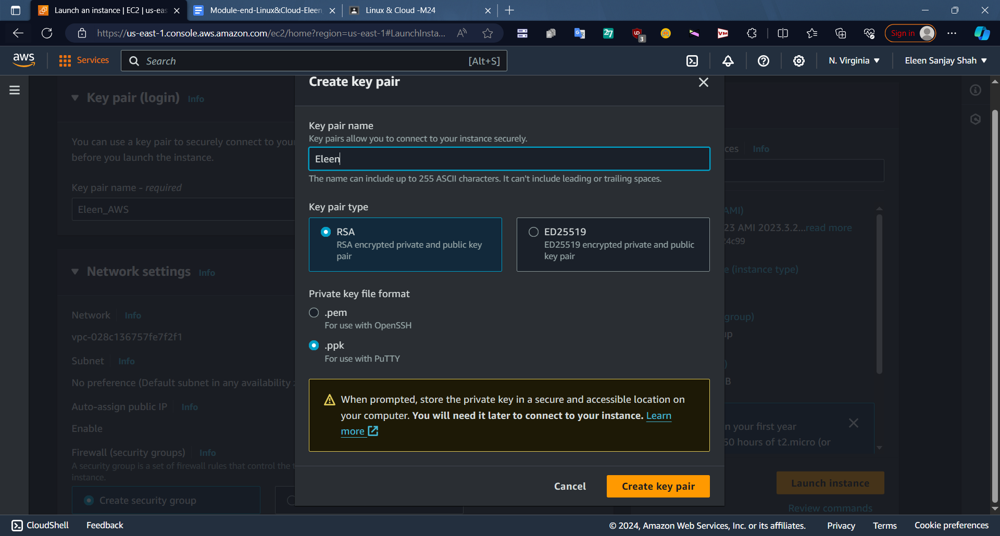 Launch an instance | EC2 | us-eas
Module-end-Linux&Cloud-Eleen
Linux & Cloud -M24
https://us-east-1.console.aws.amazon.com/ec2/home?region=us-east-1#LaunchInsta...
A
27
UD
3
VM
Sign in
aws
Services
Search
[Alt+S]
N. Virginia
Eleen Sanjay Shah
Key pair (login)
Info
You can use a key pair to securely connect to your
before you launch the instance.
Key pair name - required
Eleen_AWS
Network settings
Info
Network
Info
vpc-028c136757fe7f2f1
Subnet
Info
No preference (Default subnet in any availability
Auto-assign public IP
Info
Enable
Firewall (security groups)
Info
A security group is a set of firewall rules that control the t
instance.
Create security group
Create key pair
Key pair name
Key pairs allow you to connect to your instance securely.
Eleen
The name can include up to 255 ASCII characters. It can't include leading or trailing spaces.
Key pair type
RSA
RSA encrypted private and public key
pair
ED25519
ED25519 encrypted private and public
key pair
Private key file format
.pem
For use with OpenSSH
.ppk
For use with PuTTY
When prompted, store the private key in a secure and accessible location on
your computer. You will need it later to connect to your instance. Learn
more
Cancel
Create key pair
ces
Info
AMI)
23 AMI 2023.3.2...read more
4c99
e (instance type)
group)
up
)
B
n your first year
50 hours of t2.micro (or
Launch instance
Review commands
CloudShell
Feedback
© 2024, Amazon Web Services, Inc. or its affiliates.
Privacy
Terms
Cookie preferences